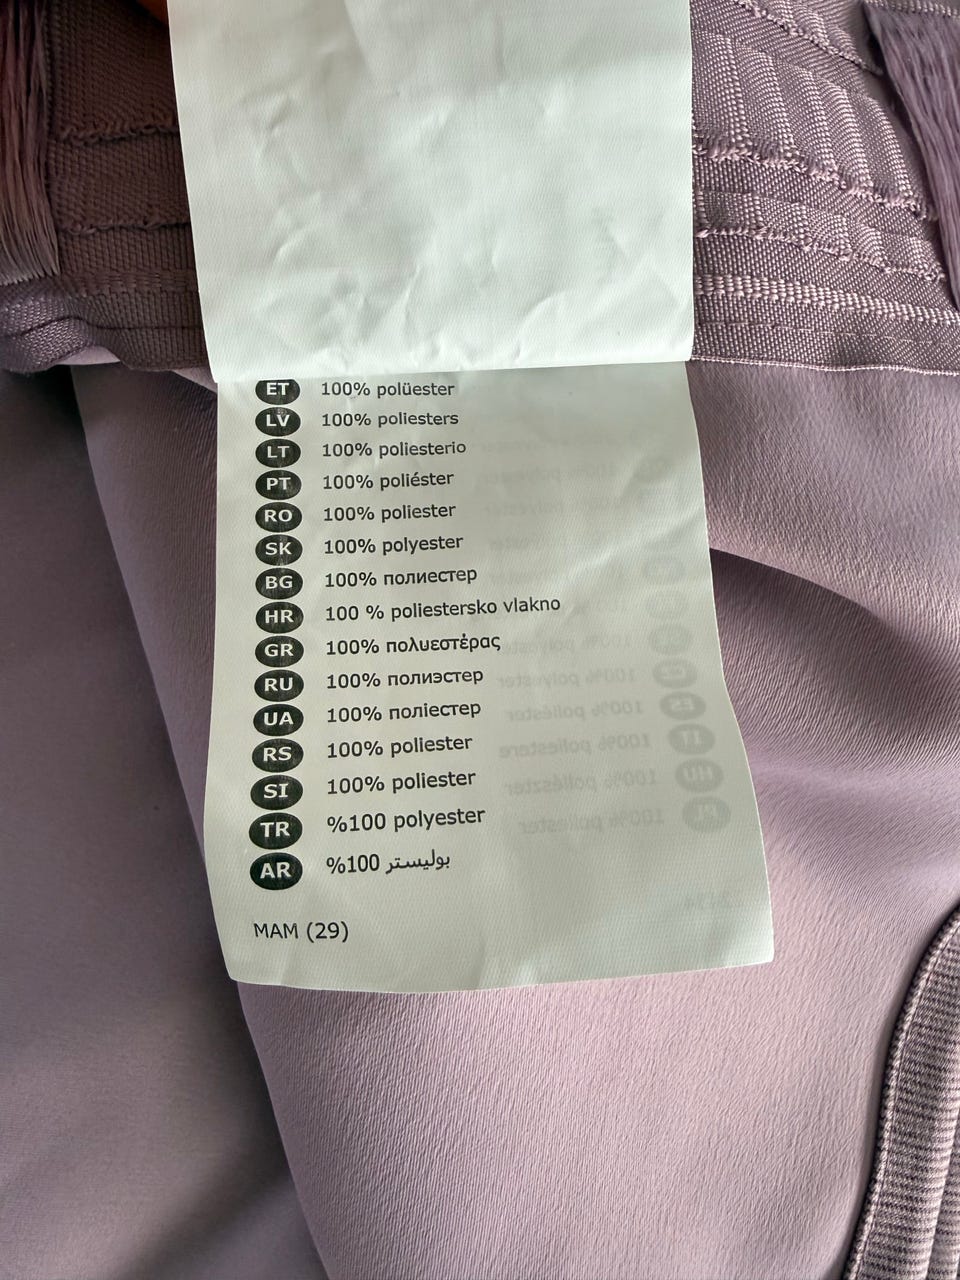 ET 100% polüester
LV 100% poliesters
LT 100% poliesterio
PT 100% poliéster
RO 100% poliester
SK 100% polyester
BG 100% полиестер
HR 100 % poliestersko vlakno
GR 100% πολυεστέρας
RU 100% полиэстер
UA 100% поліестер
RS 100% poliester
SI 100% poliester
TR %100 polyester
AR %100 بوليستر
MAM (29)